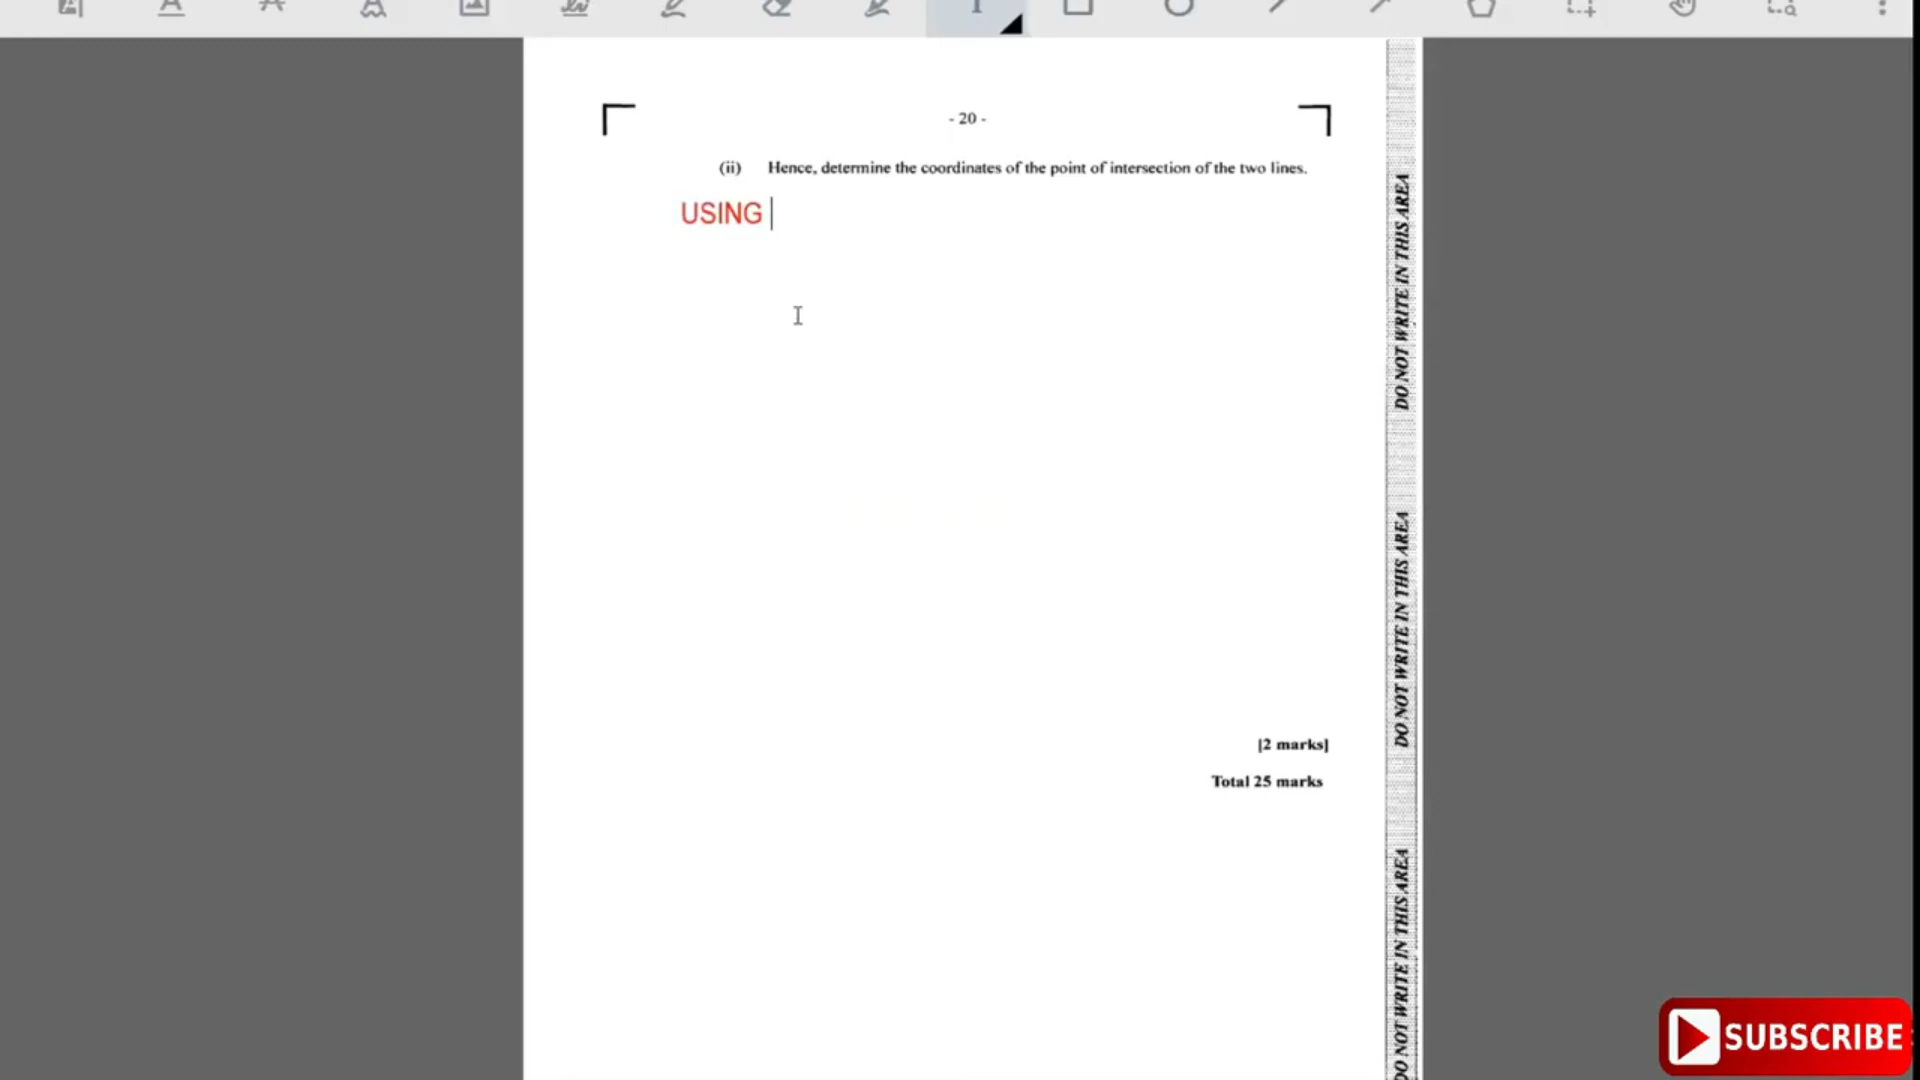 - 20 -
(ii) Hence, determine the coordinates of the point of intersection of the two lines.
USING
[2 marks]
Total 25 marks
DO NOT WRITE IN THIS AREA
DO NOT WRITE IN THIS AREA
DO NOT WRITE IN THIS AREA
SUBSCRIBE